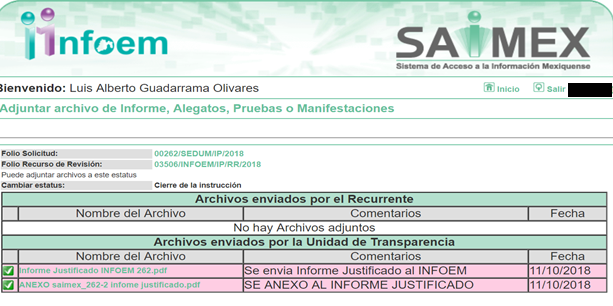 infoem
SAIMEX
Sistema de Acceso a la Información Mexiquense
Bienvenido: Luis Alberto Guadarrama Olivares
Inicio
Salir
Adjuntar archivo de Informe, Alegatos, Pruebas o Manifestaciones
Folio Solicitud: 00262/SEDUM/IP/2018
Folio Recurso de Revisión: 03506/INFOEM/IP/RR/2018
Puede adjuntar archivos a este estatus
Cambiar estatus: Cierre de la instrucción
Archivos enviados por el Recurrente
Nombre del Archivo Comentarios Fecha
No hay Archivos adjuntos
Archivos enviados por la Unidad de Transparencia
Nombre del Archivo Comentarios Fecha
Informe Justificado INFOEM 262.pdf Se envia Informe Justificado al INFOEM 11/10/2018
ANEXO saimex_262-2 infome justificado.pdf SE ANEXO AL INFORME JUSTIFICADO 11/10/2018